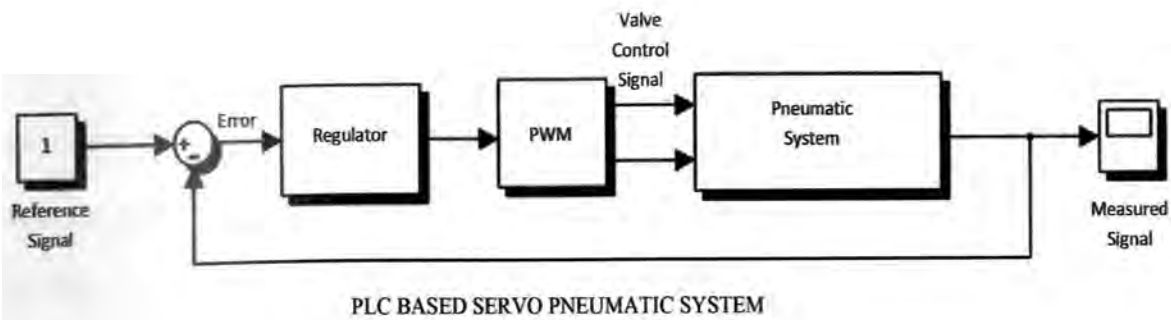 Valve
Control
Signal
1
+
-
Error
Regulator
PWM
Pneumatic
System
Reference
Signal
Measured
Signal
PLC BASED SERVO PNEUMATIC SYSTEM